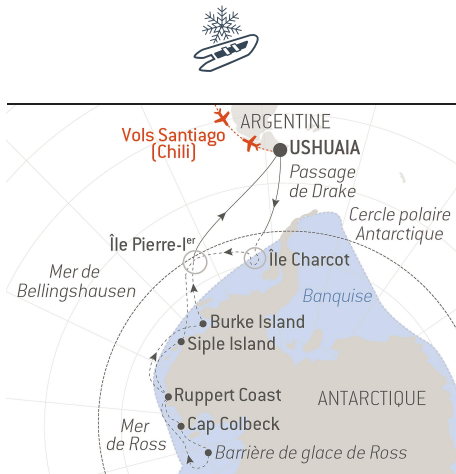 ARGENTINE
Vols Santiago
(Chili)
USHUAIA
Passage
de Drake
Cercle polaire
Antarctique
Île Pierre-Iᵉʳ
Île Charcot
Mer de
Bellingshausen
Banquise
Burke Island
Siple Island
Ruppert Coast
ANTARCTIQUE
Mer
de Ross
Cap Colbeck
Barrière de glace de Ross